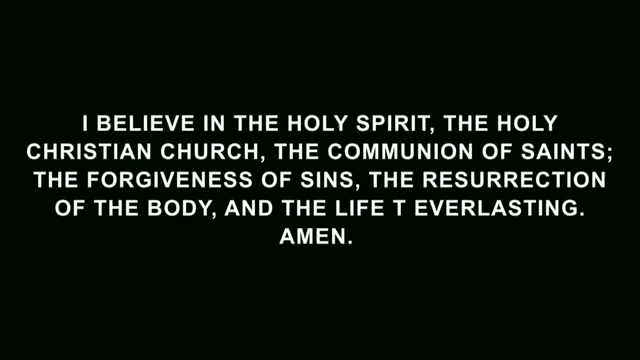 I BELIEVE IN THE HOLY SPIRIT, THE HOLY
CHRISTIAN CHURCH, THE COMMUNION OF SAINTS;
THE FORGIVENESS OF SINS, THE RESURRECTION
OF THE BODY, AND THE LIFE T EVERLASTING.
AMEN.